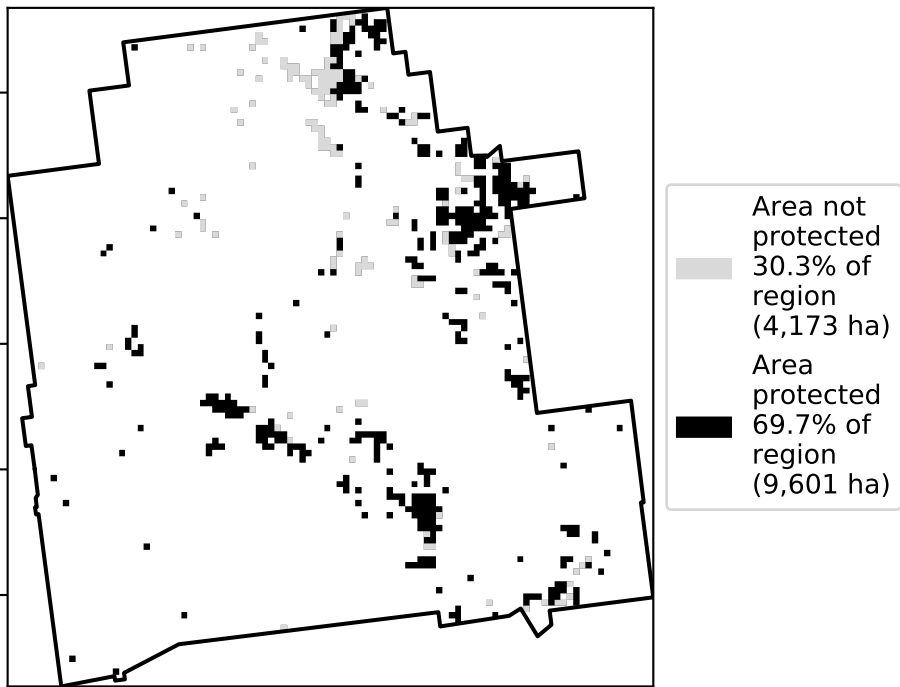 Area not
protected
30.3% of
region
(4,173 ha)
Area
protected
69.7% of
region
(9,601 ha)